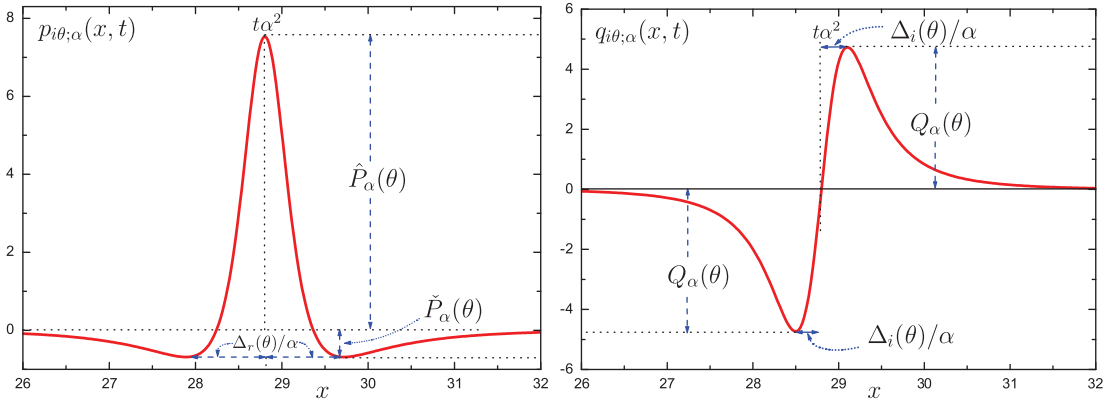 p_{iθ;α}(x, t)
tα²
P̂_α(θ)
P̌_α(θ)
Δ_r(θ)/α
8
6
4
2
0
26 27 28 29 30 31 32
x
q_{iθ;α}(x, t)
tα²
Δ_i(θ)/α
Q_α(θ)
Q_α(θ)
Δ_i(θ)/α
6
4
2
0
-2
-4
-6
26 27 28 29 30 31 32
x